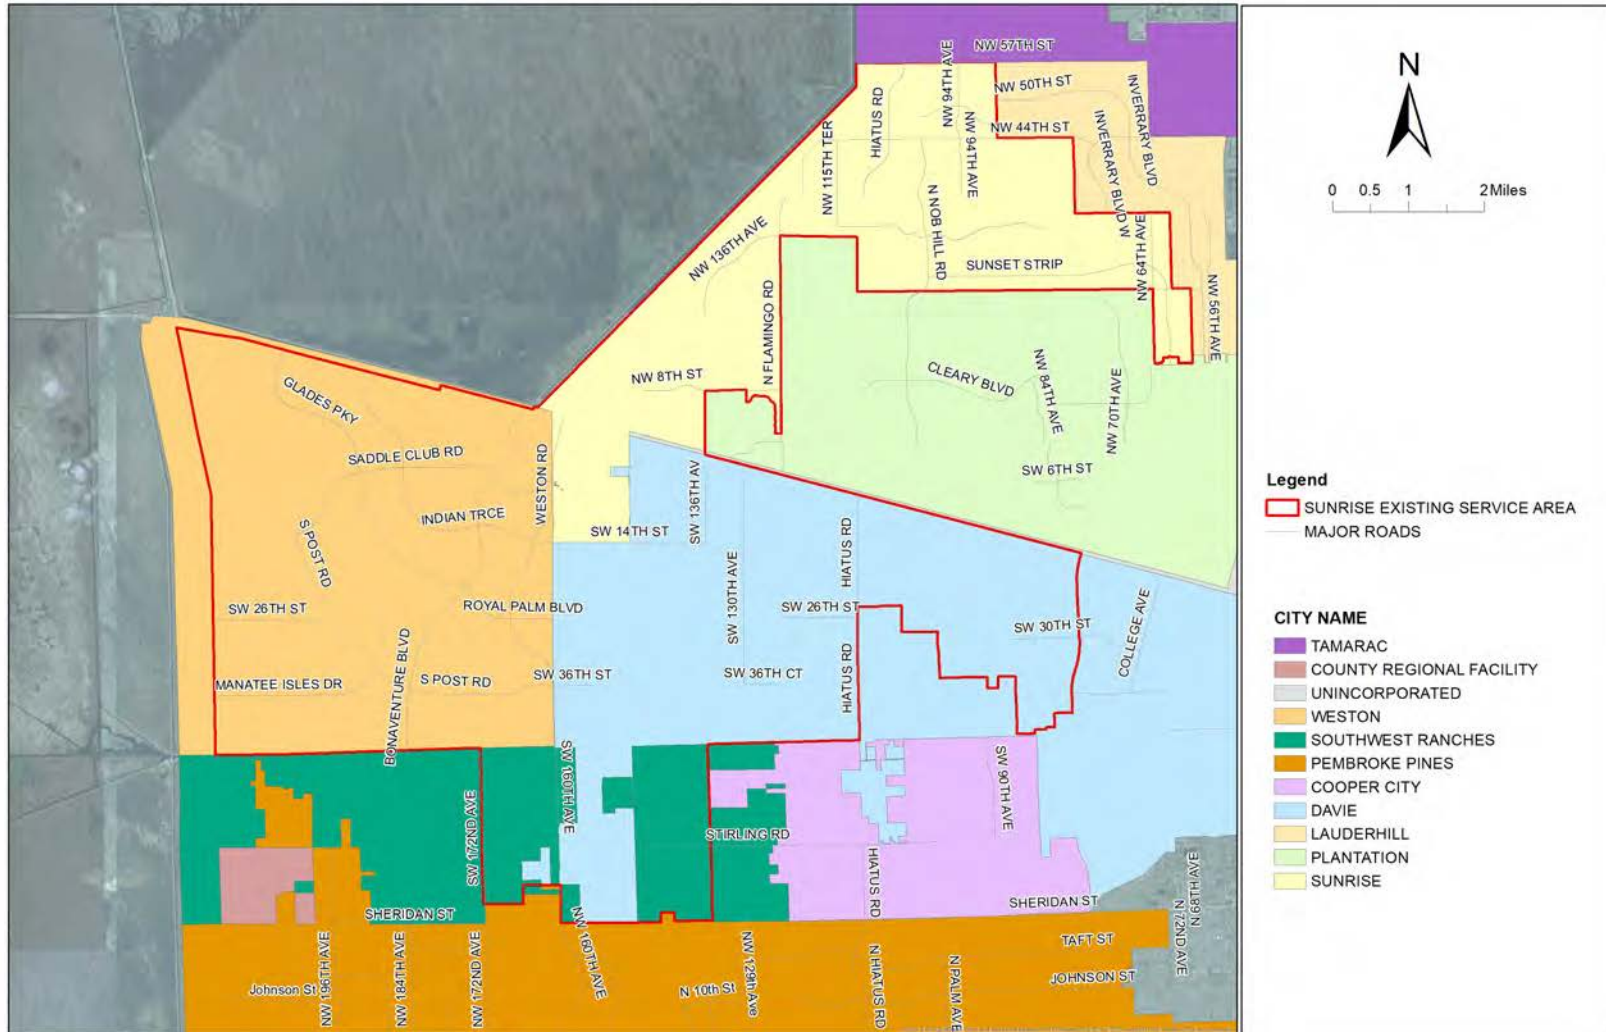 NW 57TH ST
NW 94TH AVE
NW 50TH ST
HIATUS RD
INVERRARY BLVD
NW 115TH TER
NW 44TH ST
NW 94TH AVE
INVERRARY BLVD W
N NOB HILL RD
NW 136TH AVE
NW 64TH AVE
SUNSET STRIP
N FLAMINGO RD
NW 56TH AVE
NW 8TH ST
CLEARY BLVD
NW 84TH AVE
NW 70TH AVE
GLADES PKY
SADDLE CLUB RD
WESTON RD
SW 136TH AV
SW 6TH ST
INDIAN TRCE
SW 14TH ST
S POST RD
HIATUS RD
SW 130TH AVE
SW 26TH ST
ROYAL PALM BLVD
SW 26TH ST
SW 30TH ST
COLLEGE AVE
BONAVENTURE BLVD
HIATUS RD
MANATEE ISLES DR
S POST RD
SW 36TH ST
SW 36TH CT
SW 160TH AVE
SW 90TH AVE
SW 172ND AVE
STIRLING RD
HIATUS RD
SHERIDAN ST
SHERIDAN ST
N 68TH AVE
N 72ND AVE
NW 196TH AVE
NW 184TH AVE
NW 172ND AVE
NW 160TH AVE
NW 129th Ave
N HIATUS RD
N PALM AVE
TAFT ST
JOHNSON ST
Johnson St
N 10th St
N
0 0.5 1 2 Miles
Legend
SUNRISE EXISTING SERVICE AREA
MAJOR ROADS
CITY NAME
TAMARAC
COUNTY REGIONAL FACILITY
UNINCORPORATED
WESTON
SOUTHWEST RANCHES
PEMBROKE PINES
COOPER CITY
DAVIE
LAUDERHILL
PLANTATION
SUNRISE